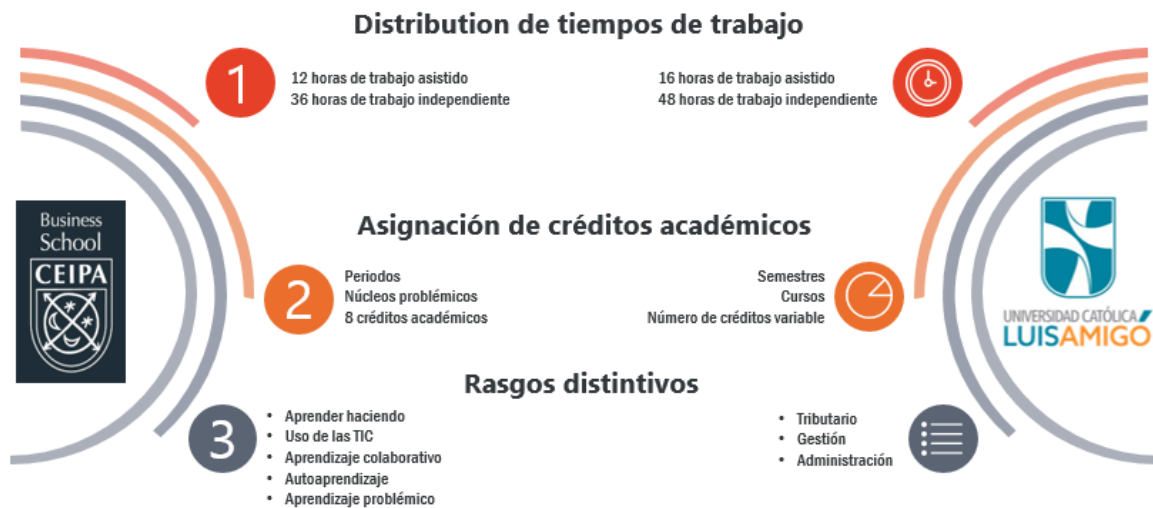 Distribution de tiempos de trabajo
1
12 horas de trabajo asistido
36 horas de trabajo independiente
16 horas de trabajo asistido
48 horas de trabajo independiente
Business
School
CEIPA
Asignación de créditos académicos
2
Periodos
Núcleos problémicos
8 créditos académicos
Semestres
Cursos
Número de créditos variable
UNIVERSIDAD CATÓLICA
LUISAMIGÓ
Rasgos distintivos
3
• Aprender haciendo
• Uso de las TIC
• Aprendizaje colaborativo
• Autoaprendizaje
• Aprendizaje problémico
• Tributario
• Gestión
• Administración